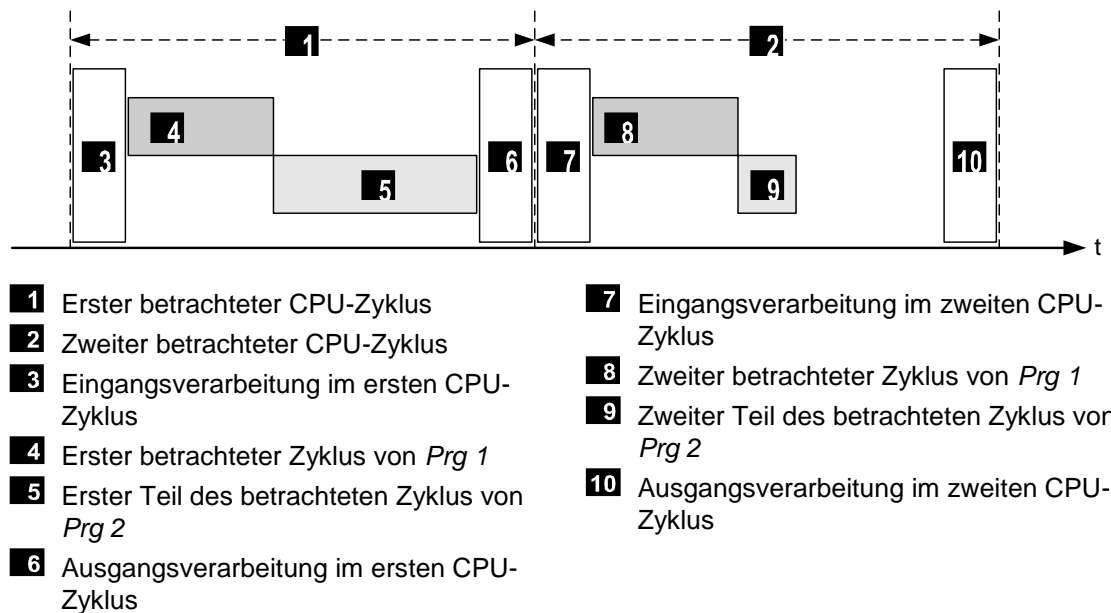 1
2
3
4
5
6
7
8
9
10
t
1 Erster betrachteter CPU-Zyklus
2 Zweiter betrachteter CPU-Zyklus
3 Eingangsverarbeitung im ersten CPU-
Zyklus
4 Erster betrachteter Zyklus von Prg 1
5 Erster Teil des betrachteten Zyklus von
Prg 2
6 Ausgangsverarbeitung im ersten CPU-
Zyklus
7 Eingangsverarbeitung im zweiten CPU-
Zyklus
8 Zweiter betrachteter Zyklus von Prg 1
9 Zweiter Teil des betrachteten Zyklus von
Prg 2
10 Ausgangsverarbeitung im zweiten CPU-
Zyklus